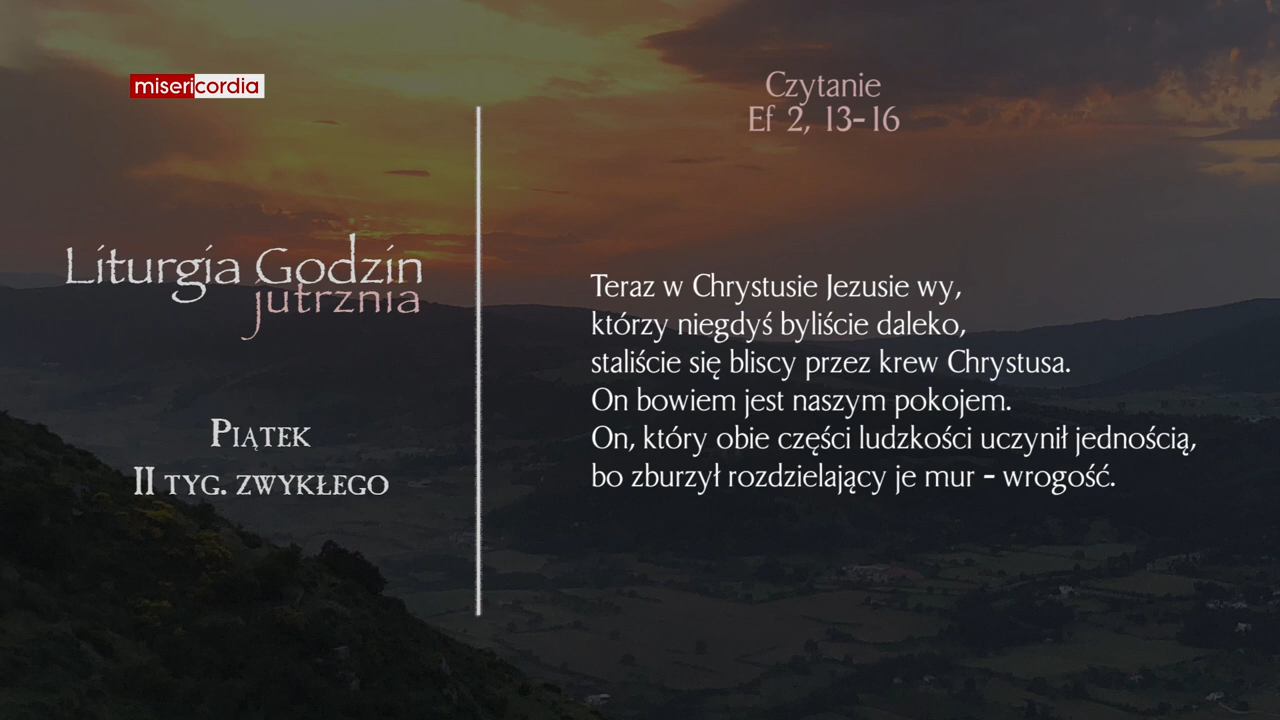 misericordia
Liturgia Godzin
jutrznia
Piątek
II tyg. zwykłego
Czytanie
Ef 2, 13-16
Teraz w Chrystusie Jezusie wy,
którzy niegdyś byliście daleko,
staliście się bliscy przez krew Chrystusa.
On bowiem jest naszym pokojem.
On, który obie części ludzkości uczynił jednością,
bo zburzył rozdzielający je mur - wrogość.